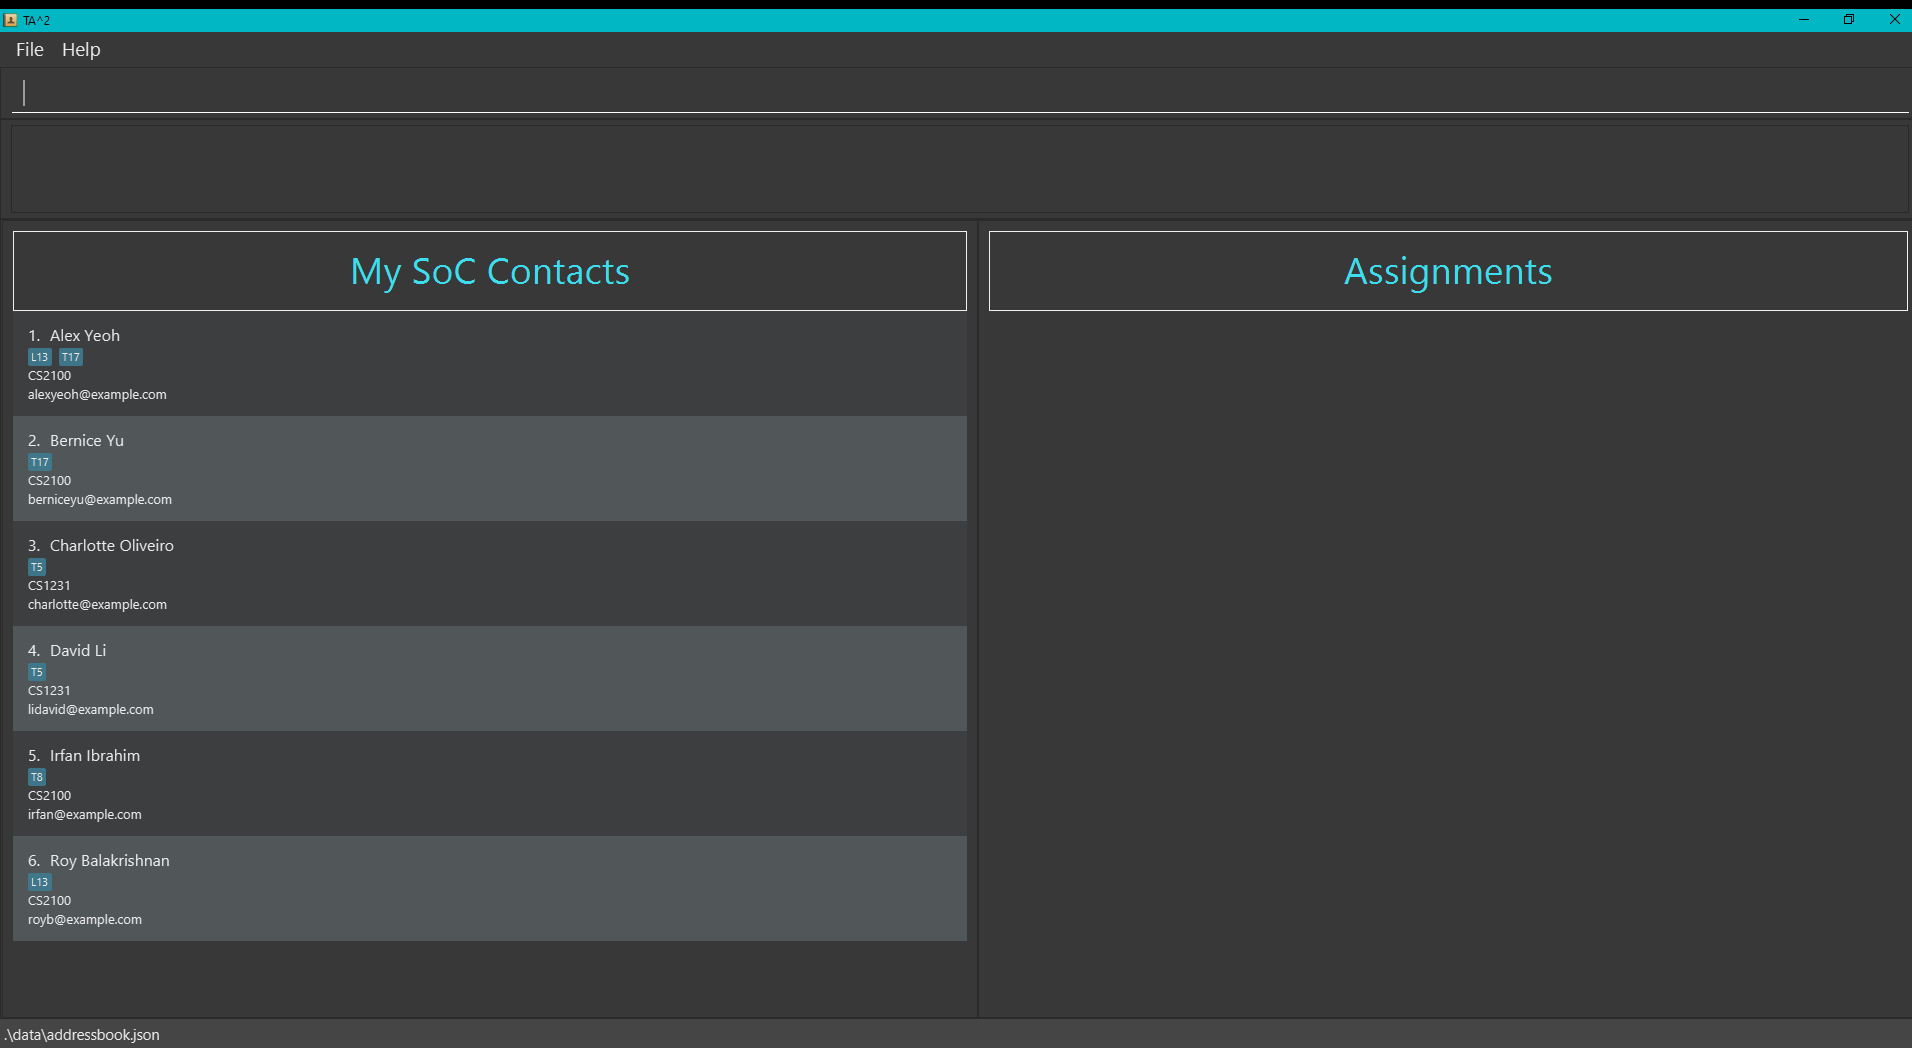 TA^2
File Help
My SoC Contacts
1. Alex Yeoh
L13 T17
CS2100
alexyeoh@example.com
2. Bernice Yu
T17
CS2100
berniceyu@example.com
3. Charlotte Oliveiro
T5
CS1231
charlotte@example.com
4. David Li
T5
CS1231
lidavid@example.com
5. Irfan Ibrahim
T8
CS2100
irfan@example.com
6. Roy Balakrishnan
L13
CS2100
royb@example.com
Assignments
.\data\addressbook.json